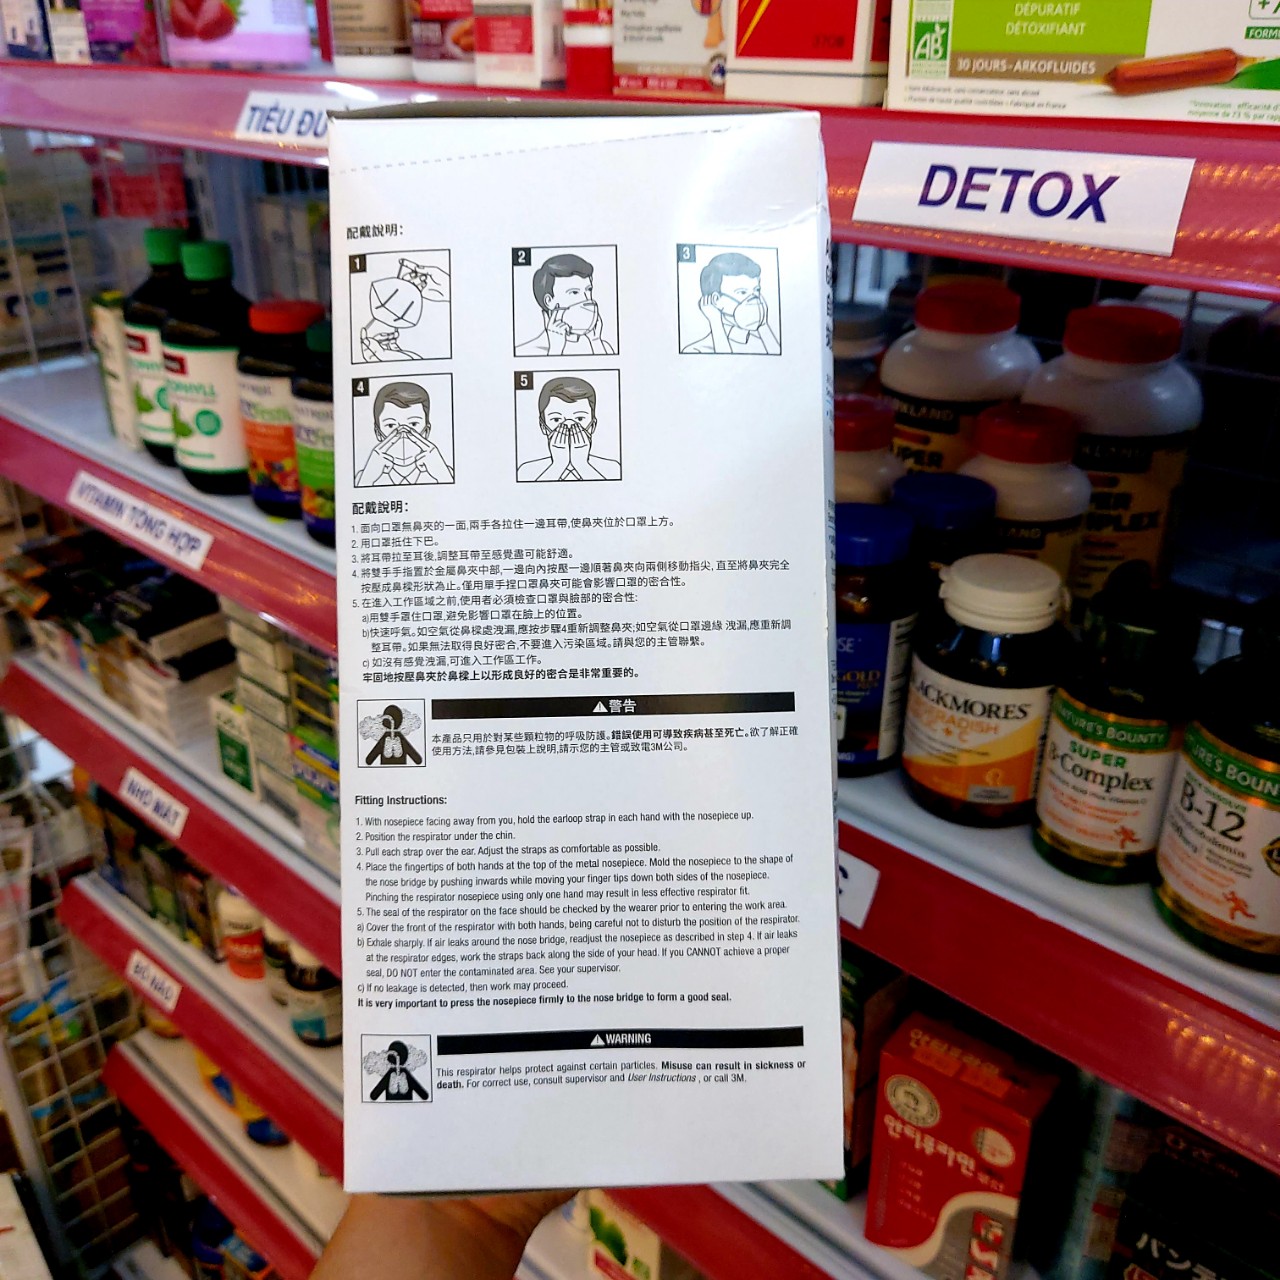 DÉPURATIF
DÉTOXIFIANT
AB
30 JOURS - ARKOFLUIDES
TIÊU ĐU
DETOX
配戴說明:
1
2
3
4
5
配戴說明:
1. 面向口罩無鼻夾的一面,兩手各拉住一邊耳帶,使鼻夾位於口罩上方。
2. 用口罩抵住下巴。
3. 將耳帶拉至耳後,調整耳帶至感覺盡可能舒適。
4. 將雙手手指置於金屬鼻夾中部,一邊向內按壓一邊順著鼻夾向兩側移動指尖, 直至將鼻夾完全
按壓成鼻樑形狀為止。僅用單手捏口罩鼻夾可能會影響口罩的密合性。
5. 在進入工作區域之前,使用者必須檢查口罩與臉部的密合性:
a)用雙手罩住口罩,避免影響口罩在臉上的位置。
b)快速呼氣。如空氣從鼻樑處洩漏,應按步驟4重新調整鼻夾;如空氣從口罩邊緣 洩漏,應重新調
整耳帶。如果無法取得良好密合,不要進入污染區域。請與您的主管聯繫。
c) 如沒有感覺洩漏,可進入工作區工作。
牢固地按壓鼻夾於鼻樑上以形成良好的密合是非常重要的。
警告
本產品只用於對某些顆粒物的呼吸防護。錯誤使用可導致疾病甚至死亡。欲了解正確
使用方法,請參見包裝上說明,請示您的主管或致電3M公司。
Fitting Instructions:
1. With nosepiece facing away from you, hold the earloop strap in each hand with the nosepiece up.
2. Position the respirator under the chin.
3. Pull each strap over the ear. Adjust the straps as comfortable as possible.
4. Place the fingertips of both hands at the top of the metal nosepiece. Mold the nosepiece to the shape of
the nose bridge by pushing inwards while moving your finger tips down both sides of the nosepiece.
Pinching the respirator nosepiece using only one hand may result in less effective respirator fit.
5. The seal of the respirator on the face should be checked by the wearer prior to entering the work area.
a) Cover the front of the respirator with both hands, being careful not to disturb the position of the respirator.
b) Exhale sharply. If air leaks around the nose bridge, readjust the nosepiece as described in step 4. If air leaks
at the respirator edges, work the straps back along the side of your head. If you CANNOT achieve a proper
seal, DO NOT enter the contaminated area. See your supervisor.
c) If no leakage is detected, then work may proceed.
It is very important to press the nosepiece firmly to the nose bridge to form a good seal.
WARNING
This respirator helps protect against certain particles. Misuse can result in sickness or
death. For correct use, consult supervisor and User Instructions , or call 3M.
VITAMIN TỔNG HỢP
NHỎ MẮT
BỔ NÃO
GOLD
ACKMORES
NATURE'S BOUNTY
SUPER
B-Complex
URE'S BOUN
B-12
안티푸라민
パンテ